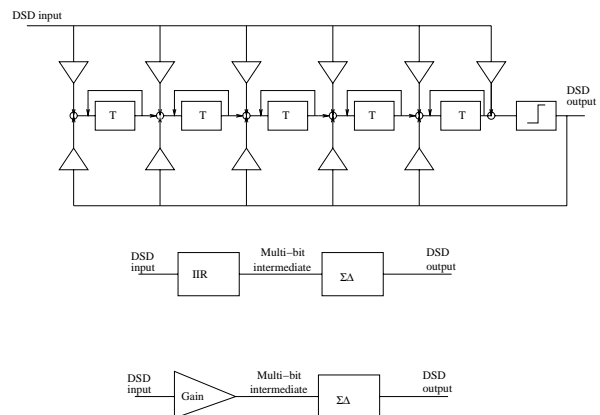 DSD input
DSD
output
T
T
T
T
T
DSD
input
IIR
Multi−bit
intermediate
ΣΔ
DSD
output
DSD
input
Gain
Multi−bit
intermediate
ΣΔ
DSD
output